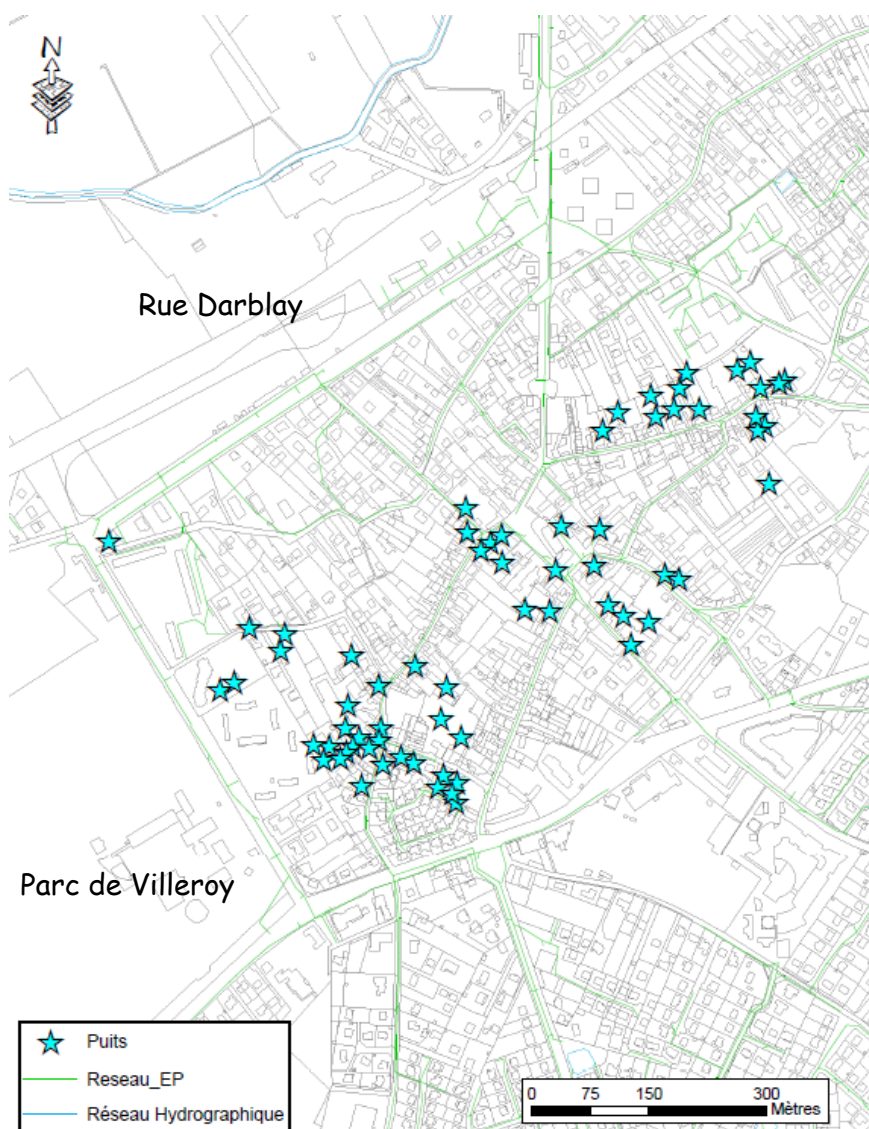 N
Rue Darblay
Parc de Villeroy
Puits
Reseau_EP
Réseau Hydrographique
0 75 150 300
Mètres